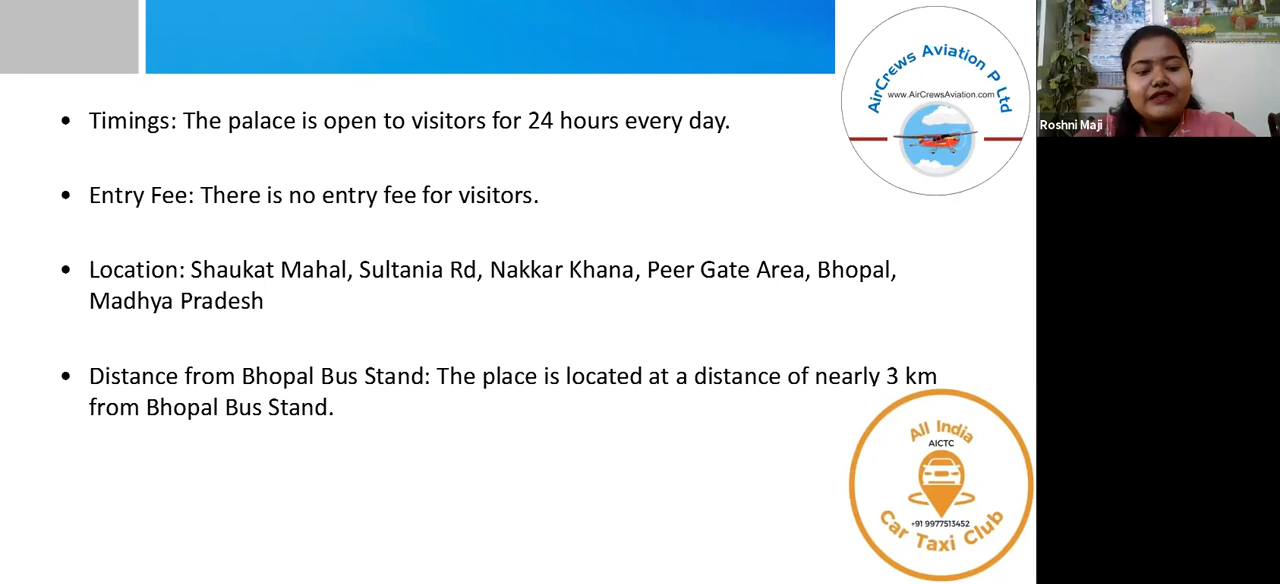 AirCrews Aviation P Ltd
www.AirCrewsAviation.com
Roshni Maji
• Timings: The palace is open to visitors for 24 hours every day.
• Entry Fee: There is no entry fee for visitors.
• Location: Shaukat Mahal, Sultania Rd, Nakkar Khana, Peer Gate Area, Bhopal,
Madhya Pradesh
• Distance from Bhopal Bus Stand: The place is located at a distance of nearly 3 km
from Bhopal Bus Stand.
All India
AICTC
+91 9977513452
Car Taxi Club